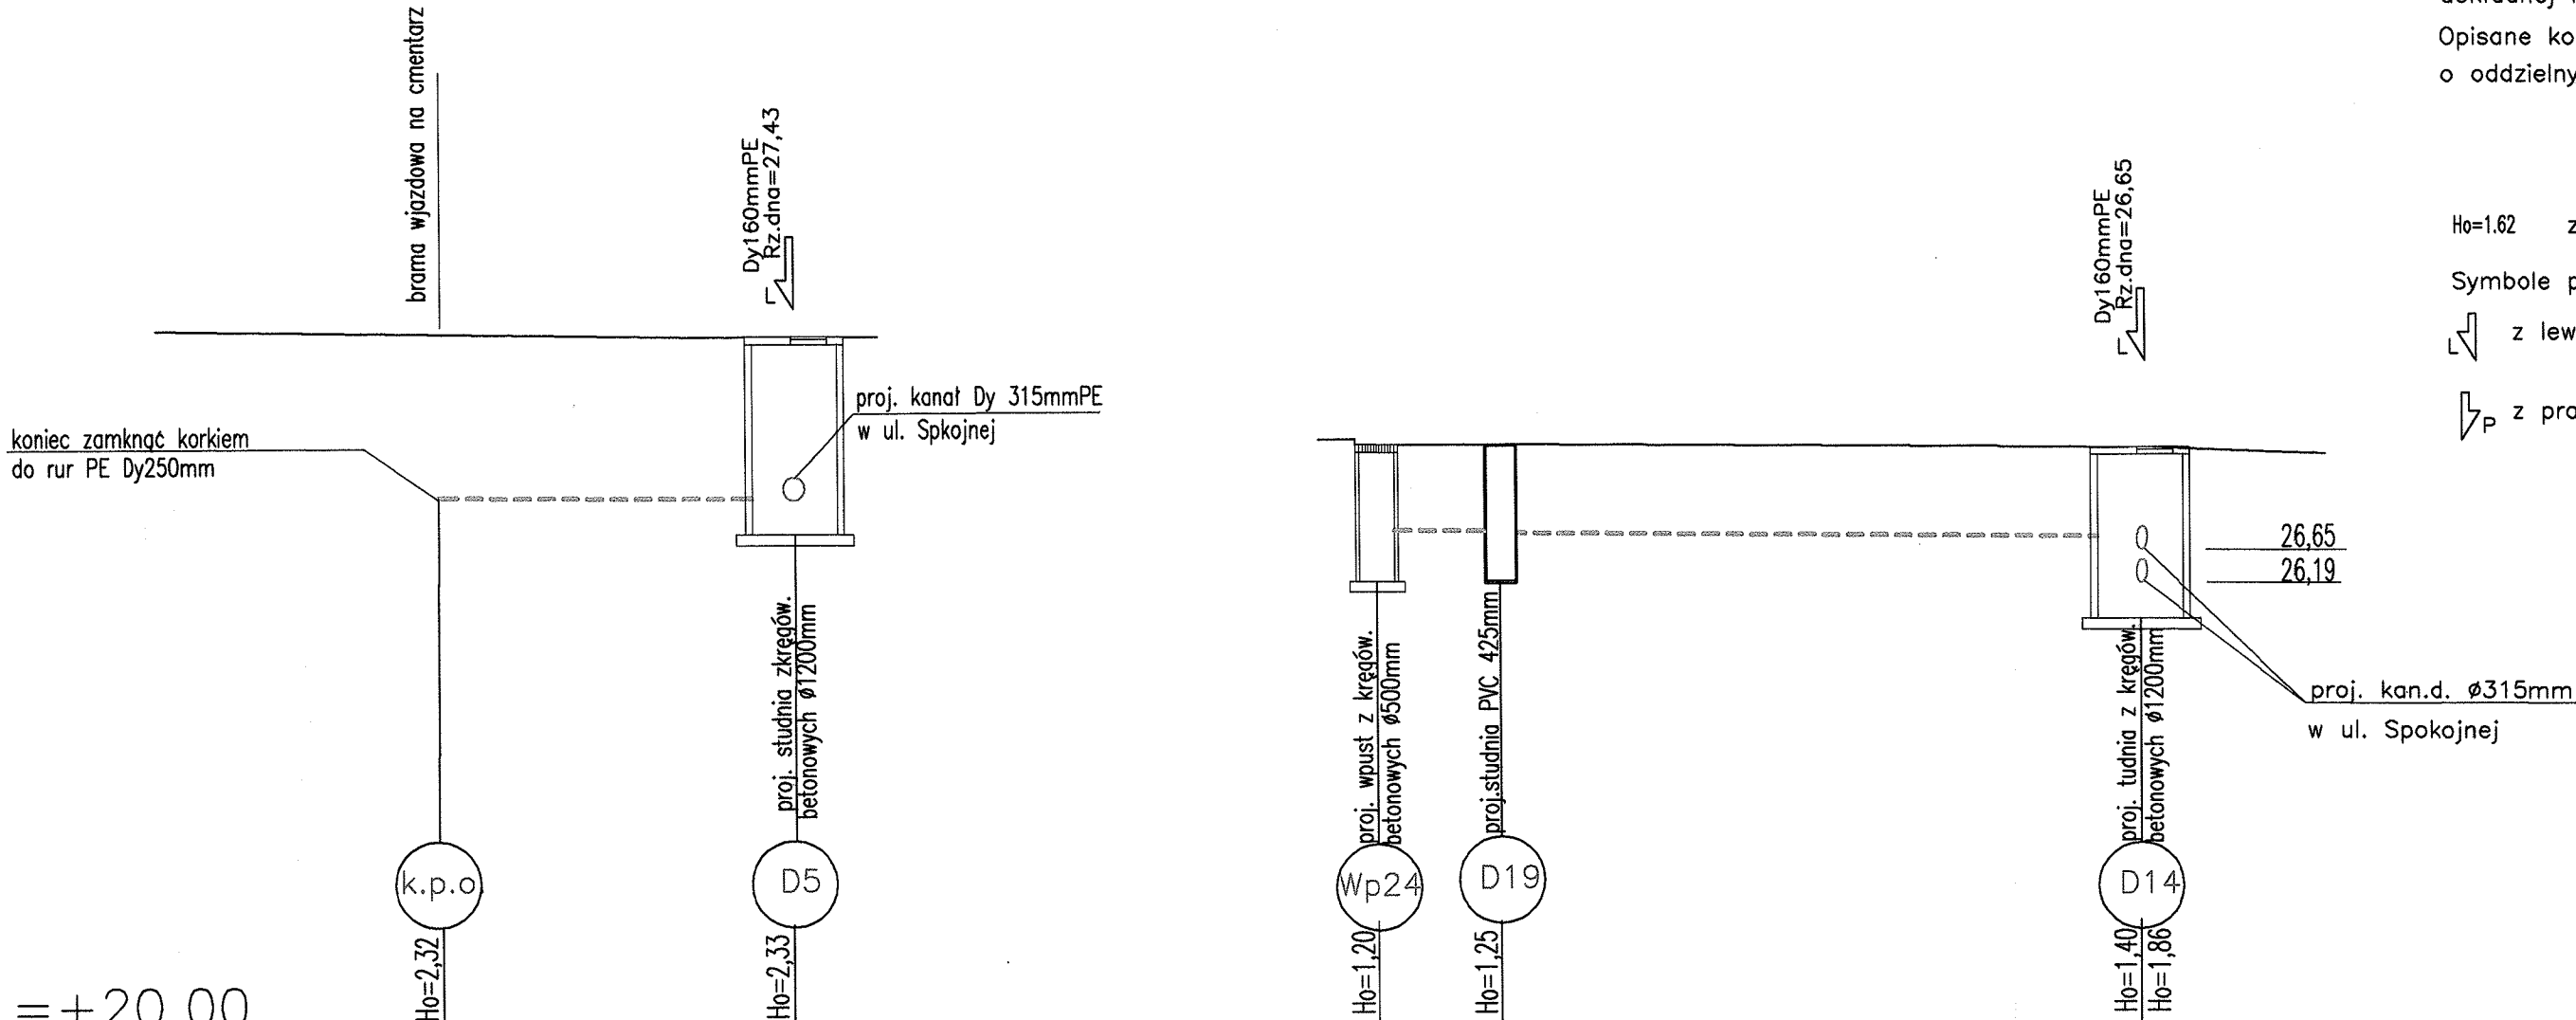 brama wjazdowa na cmentarz
Dy160mmPE
Rz.dna=27,43
L
koniec zamknąć korkiem
do rur PE Dy250mm
proj. kanał Dy 315mmPE
w ul. Spkojnej
proj. studnia zkręgów.
betonowych ø1200mm
k.p.o
D5
Ho=2,32
Ho=2,33
=+20,00
Dy160mmPE
Rz.dna=26,65
L
26,65
26,19
proj. kan.d. ø315mm
w ul. Spokojnej
proj. wpust z kręgów.
betonowych ø500mm
proj.studnia PVC 425mm
proj. tudnia z kręgów.
betonowych ø1200mm
Wp24
D19
D14
Ho=1,20
Ho=1,25
Ho=1,40
Ho=1,86
Opisane ko
o oddzielny
Ho=1.62 z
Symbole p
L z lew
P z pra